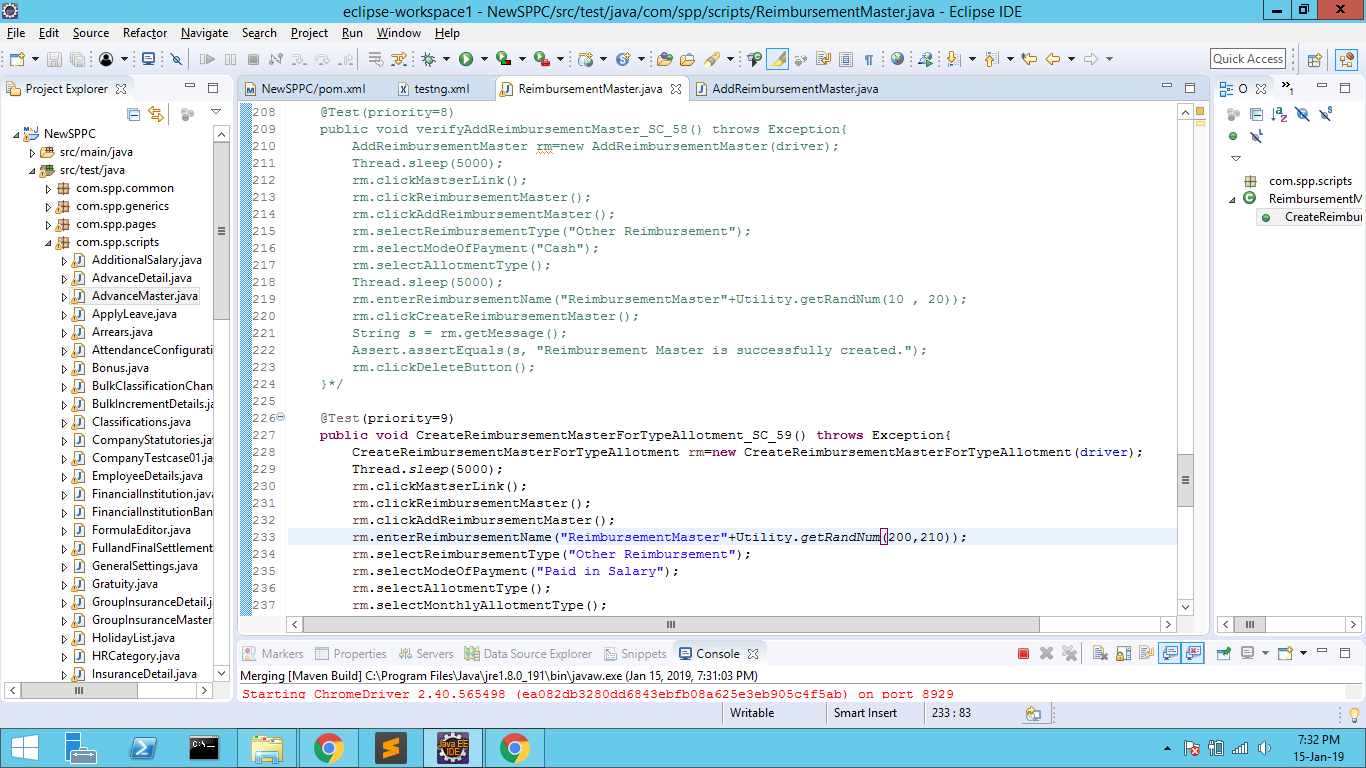 eclipse-workspace1 - NewSPPC/src/test/java/com/spp/scripts/ReimbursementMaster.java - Eclipse IDE
File Edit Source Refactor Navigate Search Project Run Window Help
Quick Access
Project Explorer
NewSPPC/pom.xml testng.xml ReimbursementMaster.java AddReimbursementMaster.java
NewSPPC
src/main/java
src/test/java
com.spp.common
com.spp.generics
com.spp.pages
com.spp.scripts
AdditionalSalary.java
AdvanceDetail.java
AdvanceMaster.java
ApplyLeave.java
Arrears.java
AttendanceConfigurati
Bonus.java
BulkClassificationChan
BulkIncrementDetails.ja
Classifications.java
CompanyStatutories.jav
CompanyTestcase01.java
EmployeeDetails.java
FinancialInstitution.java
FinancialInstitutionBan
FormulaEditor.java
FullandFinalSettlement
GeneralSettings.java
Gratuity.java
GroupInsuranceDetail.j
GroupInsuranceMaster
HolidayList.java
HRCategory.java
InsuranceDetail.java
208 @Test(priority=8)
209 public void verifyAddReimbursementMaster_SC_58() throws Exception{
210 AddReimbursementMaster rm=new AddReimbursementMaster(driver);
211 Thread.sleep(5000);
212 rm.clickMastserLink();
213 rm.clickReimbursementMaster();
214 rm.clickAddReimbursementMaster();
215 rm.selectReimbursementType("Other Reimbursement");
216 rm.selectModeOfPayment("Cash");
217 rm.selectAllotmentType();
218 Thread.sleep(5000);
219 rm.enterReimbursementName("ReimbursementMaster"+Utility.getRandNum(10 , 20));
220 rm.clickCreateReimbursementMaster();
221 String s = rm.getMessage();
222 Assert.assertEquals(s, "Reimbursement Master is successfully created.");
223 rm.clickDeleteButton();
224 }*/
225
226 @Test(priority=9)
227 public void CreateReimbursementMasterForTypeAllotment_SC_59() throws Exception{
228 CreateReimbursementMasterForTypeAllotment rm=new CreateReimbursementMasterForTypeAllotment(driver);
229 Thread.sleep(5000);
230 rm.clickMastserLink();
231 rm.clickReimbursementMaster();
232 rm.clickAddReimbursementMaster();
233 rm.enterReimbursementName("ReimbursementMaster"+Utility.getRandNum(200,210));
234 rm.selectReimbursementType("Other Reimbursement");
235 rm.selectModeOfPayment("Paid in Salary");
236 rm.selectAllotmentType();
237 rm.selectMonthlyAllotmentType();
O
1
com.spp.scripts
ReimbursementM
CreateReimbur
Markers Properties Servers Data Source Explorer Snippets Console
Merging [Maven Build] C:\Program Files\Java\jre1.8.0_191\bin\javaw.exe (Jan 15, 2019, 7:31:03 PM)
Starting ChromeDriver 2.40.565498 (ea082db3280dd6843ebfb08a625e3eb905c4f5ab) on port 8929
Writable Smart Insert 233 : 83
Java EE
IDE
7:32 PM
15-Jan-19